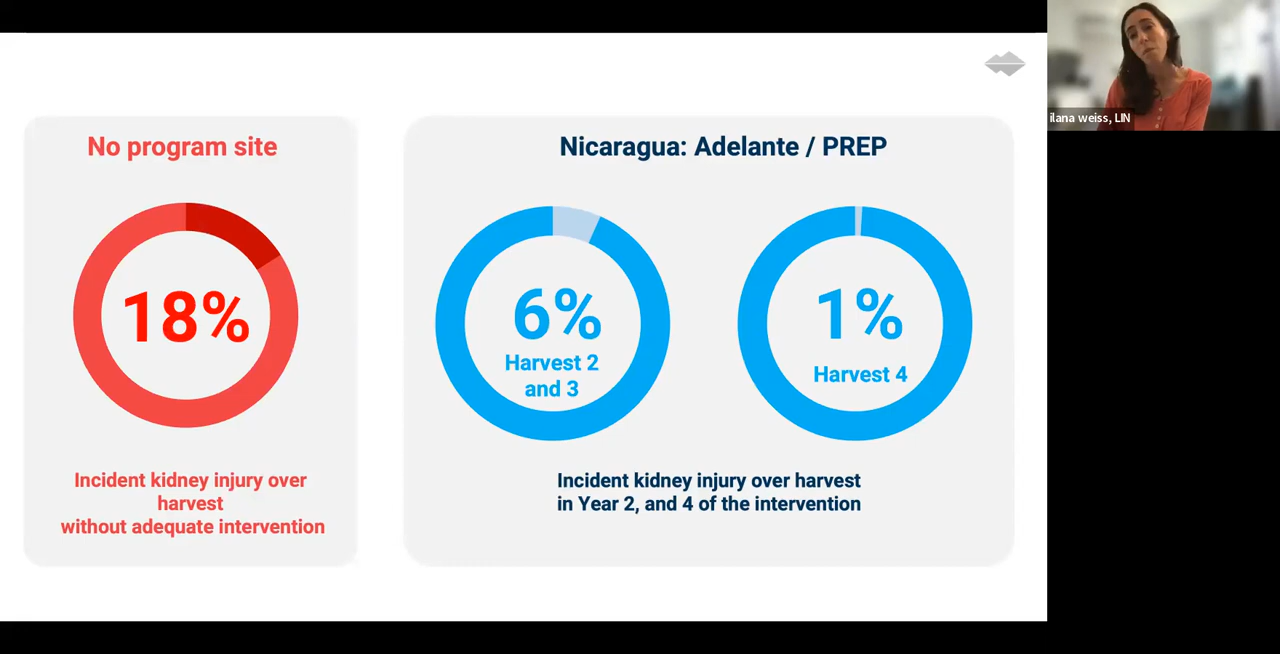 No program site
18%
Incident kidney injury over
harvest
without adequate intervention
Nicaragua: Adelante / PREP
6%
Harvest 2
and 3
1%
Harvest 4
Incident kidney injury over harvest
in Year 2, and 4 of the intervention
ilana weiss, LIN